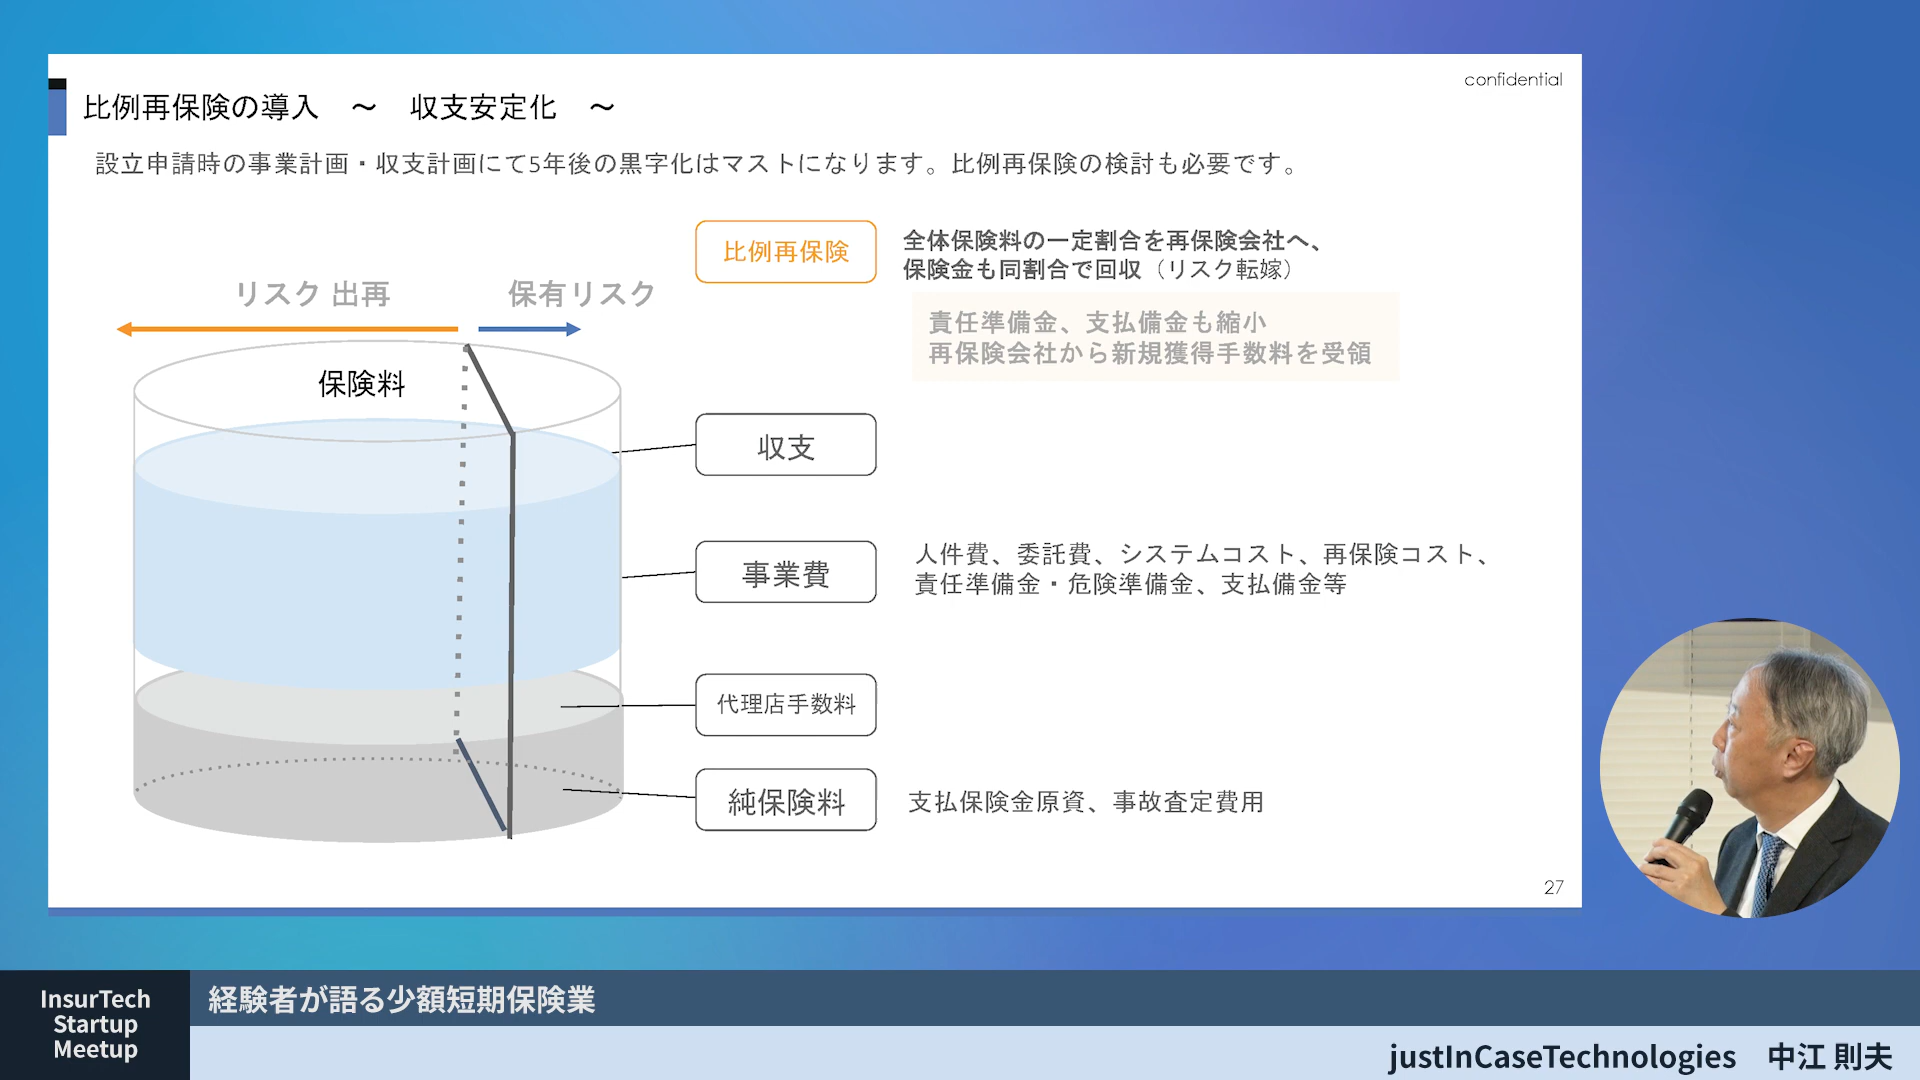 confidential
比例再保険の導入　～　収支安定化　～
設立申請時の事業計画・収支計画にて5年後の黒字化はマストになります。比例再保険の検討も必要です。
比例再保険
全体保険料の一定割合を再保険会社へ、
保険金も同割合で回収（リスク転嫁）
責任準備金、支払備金も縮小
再保険会社から新規獲得手数料を受領
リスク 出再
保有リスク
保険料
収支
事業費
人件費、委託費、システムコスト、再保険コスト、
責任準備金・危険準備金、支払備金等
代理店手数料
純保険料
支払保険金原資、事故査定費用
27
InsurTech
Startup
Meetup
経験者が語る少額短期保険業
justInCaseTechnologies　中江 則夫